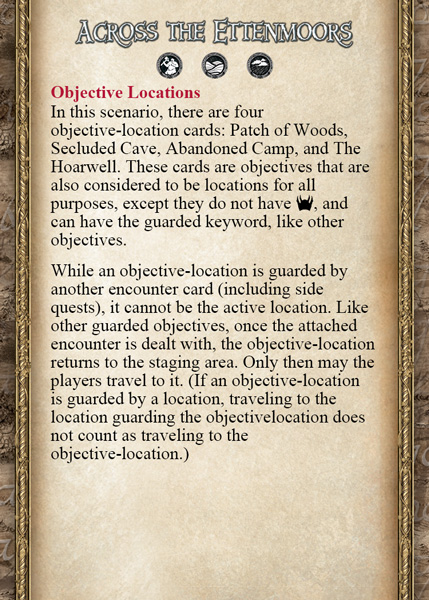 Across the Ettenmoors
Objective Locations
In this scenario, there are four
objective-location cards: Patch of Woods,
Secluded Cave, Abandoned Camp, and The
Hoarwell. These cards are objectives that are
also considered to be locations for all
purposes, except they do not have , and
can have the guarded keyword, like other
objectives.
While an objective-location is guarded by
another encounter card (including side
quests), it cannot be the active location. Like
other guarded objectives, once the attached
encounter is dealt with, the objective-location
returns to the staging area. Only then may the
players travel to it. (If an objective-location
is guarded by a location, traveling to the
location guarding the objectivelocation does
not count as traveling to the
objective-location.)